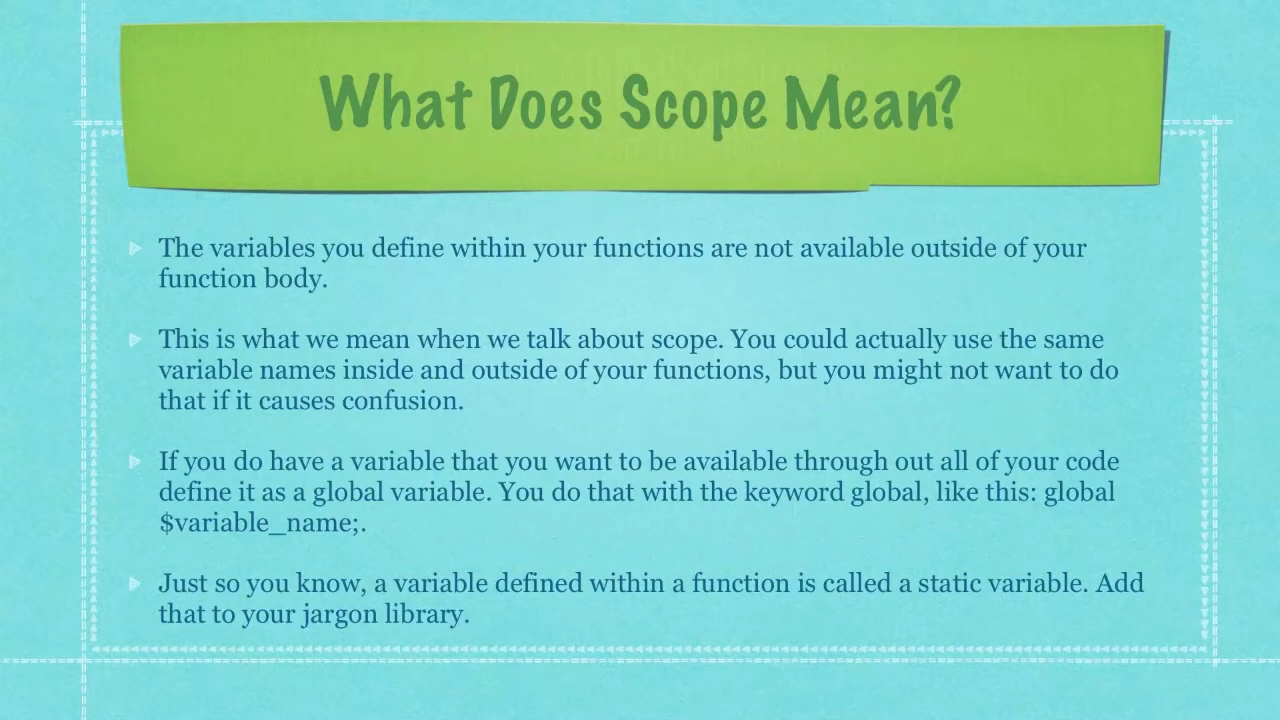 What Does Scope Mean?
The variables you define within your functions are not available outside of your
function body.
This is what we mean when we talk about scope. You could actually use the same
variable names inside and outside of your functions, but you might not want to do
that if it causes confusion.
If you do have a variable that you want to be available through out all of your code
define it as a global variable. You do that with the keyword global, like this: global
$variable_name;.
Just so you know, a variable defined within a function is called a static variable. Add
that to your jargon library.